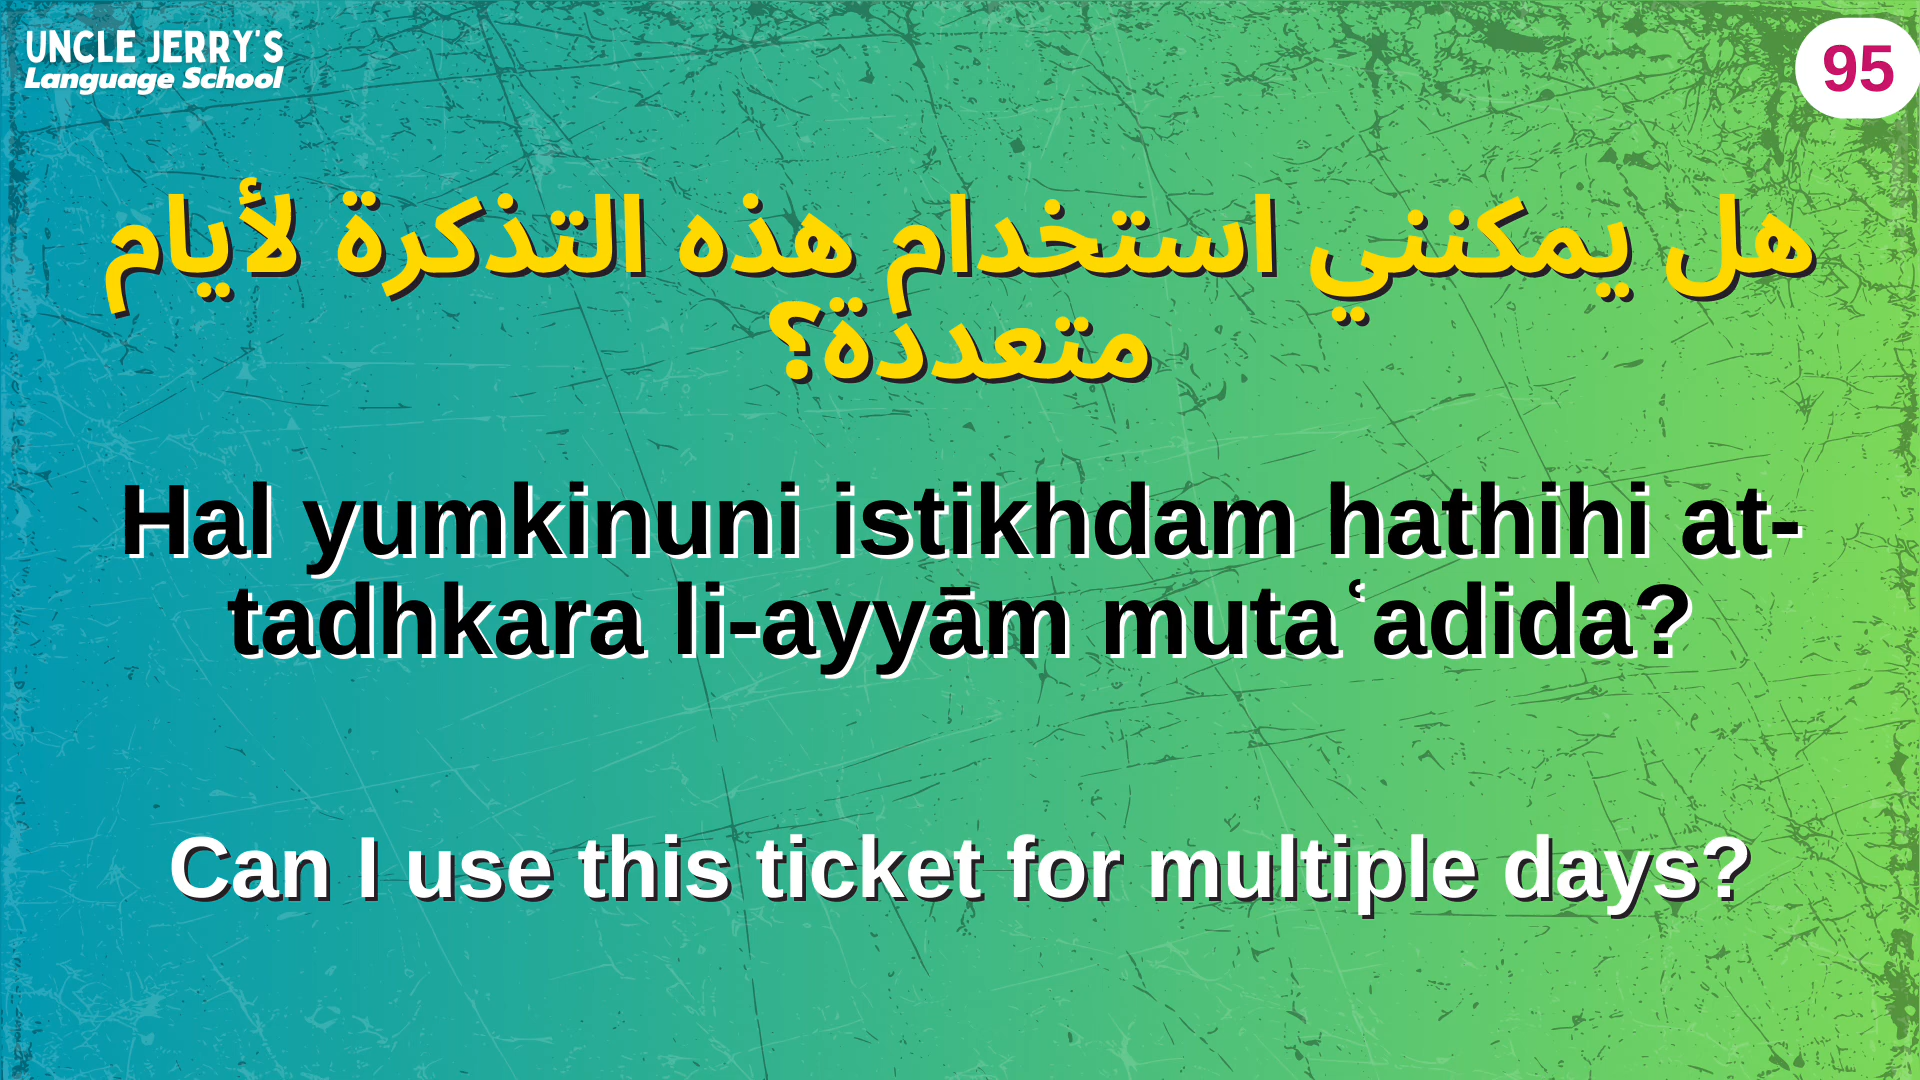 UNCLE JERRY'S
Language School
95
هل يمكنني استخدام هذه التذكرة لأيام
متعددة؟
Hal yumkinuni istikhdam hathihi at-
tadhkara li-ayyām mutaʿadida?
Can I use this ticket for multiple days?